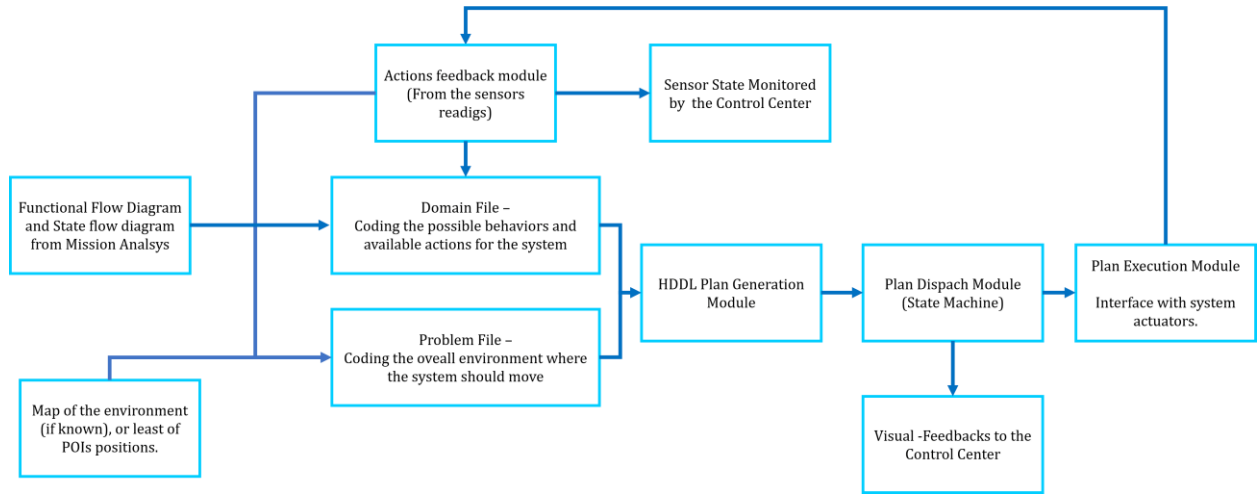 Actions feedback module
(From the sensors
readigs)
Sensor State Monitored
by the Control Center
Functional Flow Diagram
and State flow diagram
from Mission Analsys
Domain File –
Coding the possible behaviors and
available actions for the system
HDDL Plan Generation
Module
Plan Dispach Module
(State Machine)
Plan Execution Module
Interface with system
actuators.
Problem File –
Coding the oveall environment where
the system should move
Map of the environment
(if known), or least of
POIs positions.
Visual -Feedbacks to the
Control Center